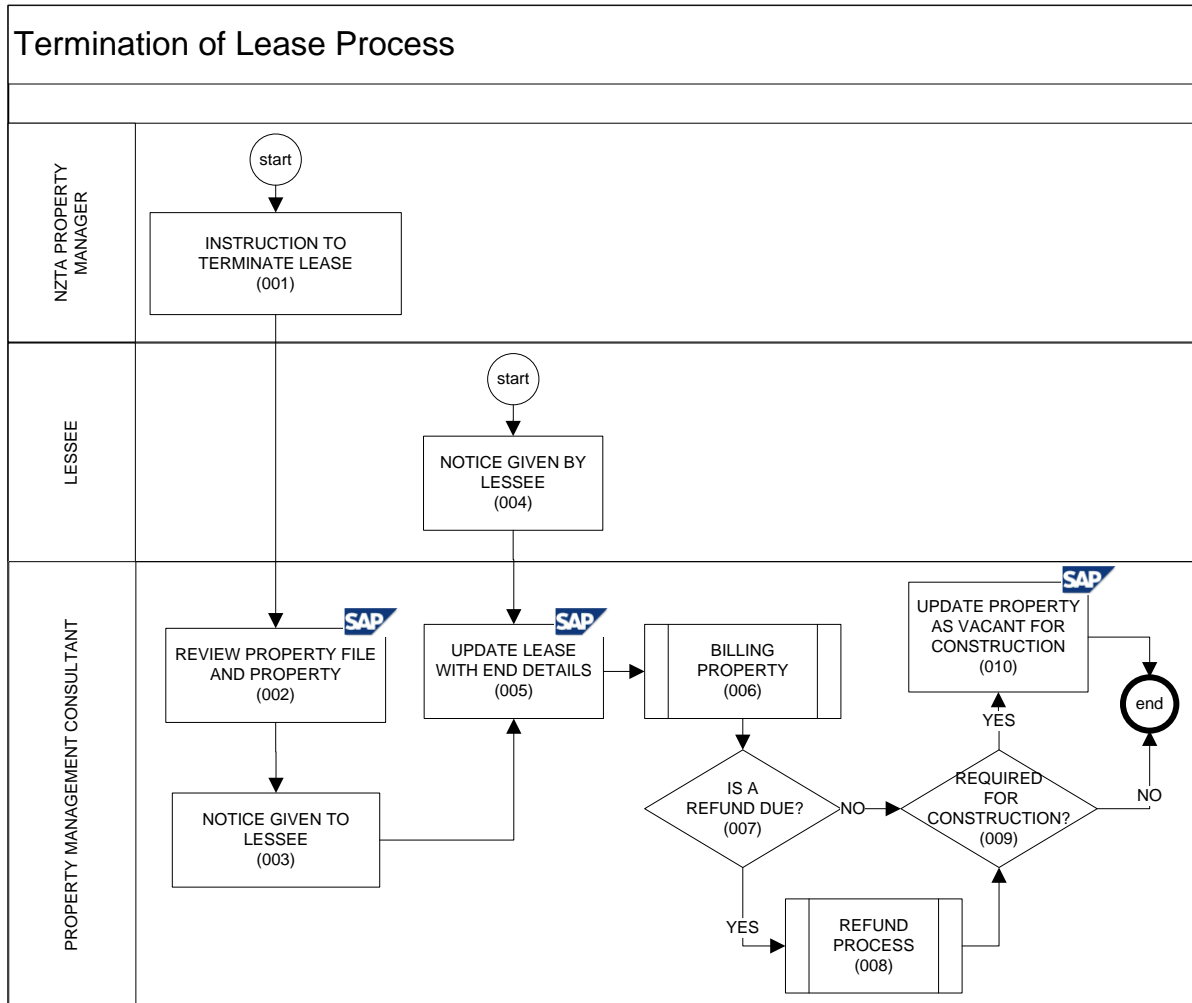 Termination of Lease Process
NZTA PROPERTY
MANAGER
start
INSTRUCTION TO
TERMINATE LEASE
(001)
LESSEE
start
NOTICE GIVEN BY
LESSEE
(004)
PROPERTY MANAGEMENT CONSULTANT
SAP
REVIEW PROPERTY FILE
AND PROPERTY
(002)
NOTICE GIVEN TO
LESSEE
(003)
SAP
UPDATE LEASE
WITH END DETAILS
(005)
BILLING
PROPERTY
(006)
IS A
REFUND DUE?
(007)
NO
YES
REFUND
PROCESS
(008)
REQUIRED
FOR
CONSTRUCTION?
(009)
YES
NO
SAP
UPDATE PROPERTY
AS VACANT FOR
CONSTRUCTION
(010)
end